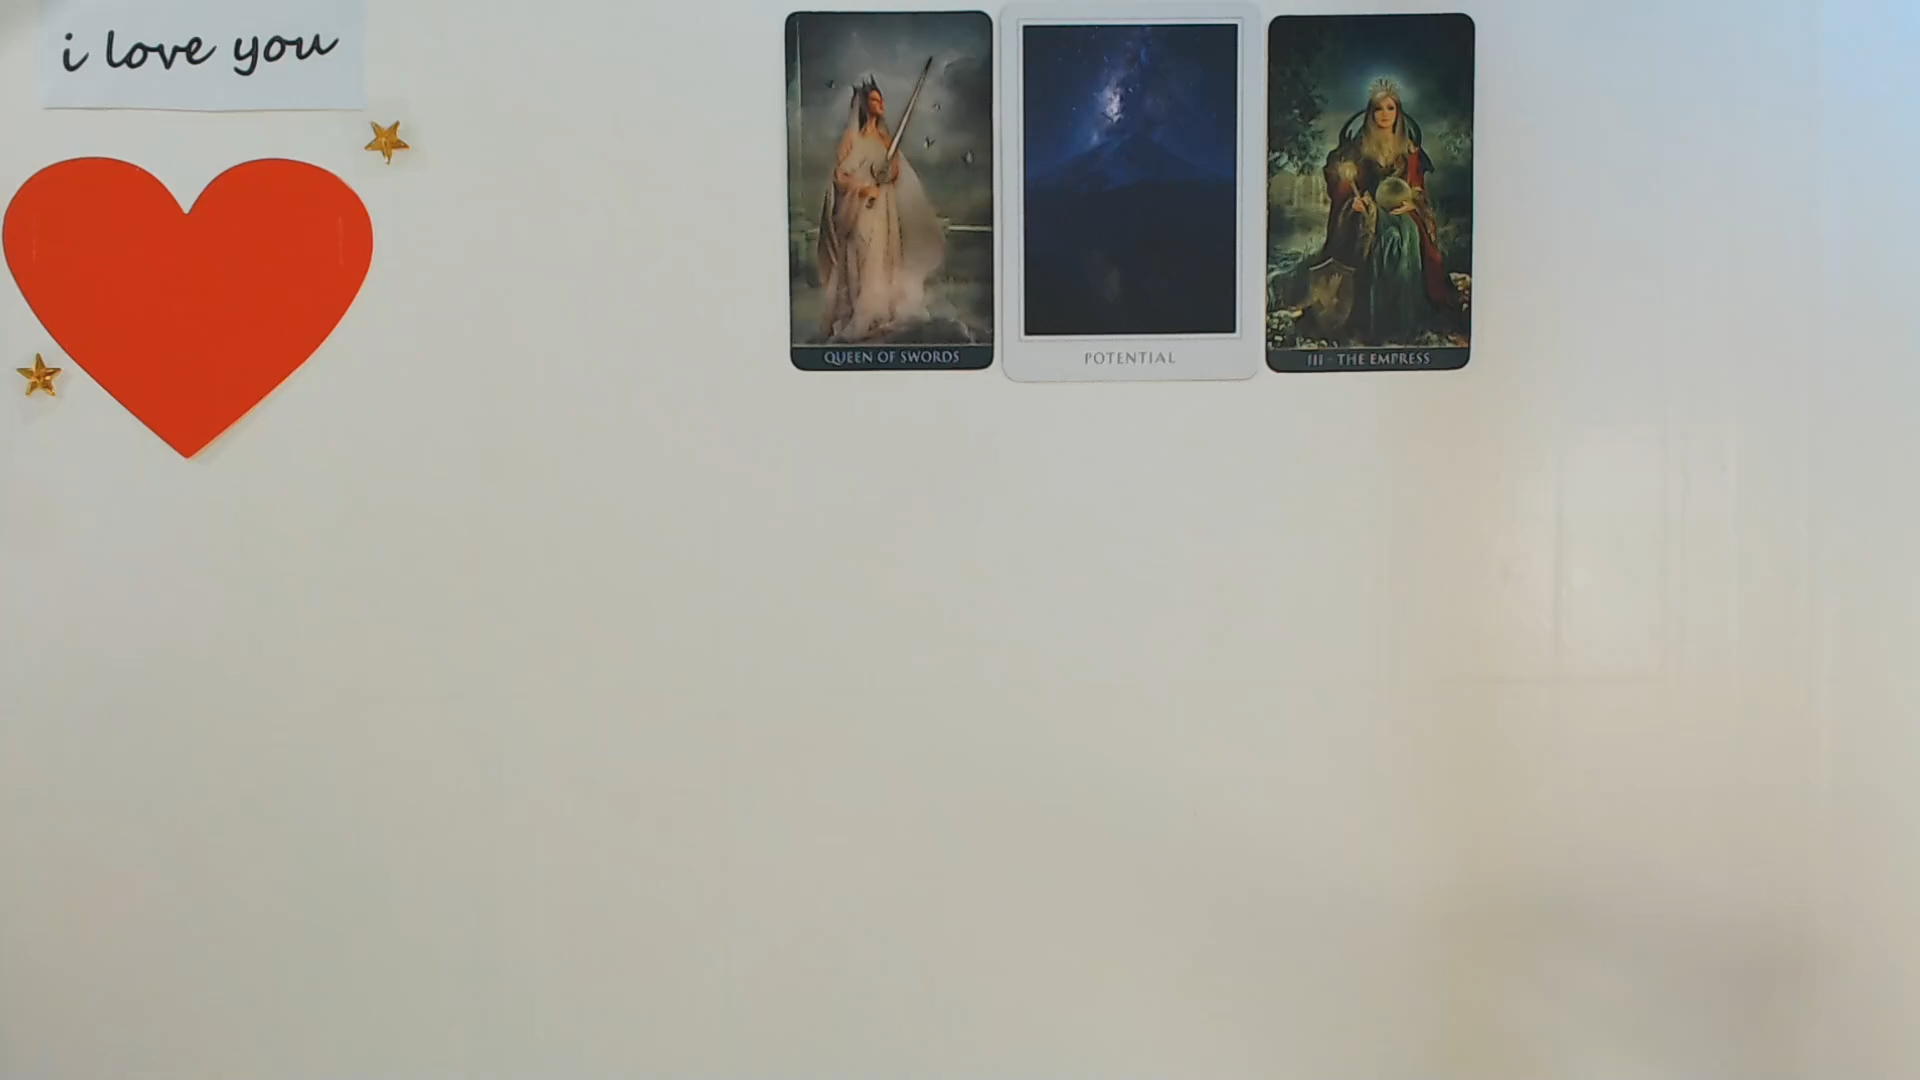 i love you
QUEEN OF SWORDS
POTENTIAL
III - THE EMPRESS